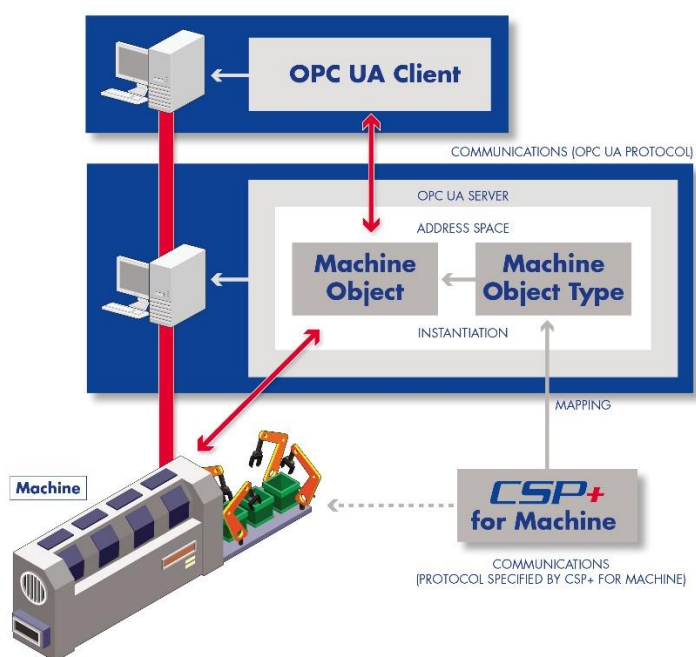 OPC UA Client
COMMUNICATIONS (OPC UA PROTOCOL)
OPC UA SERVER
ADDRESS SPACE
Machine
Object
Machine
Object Type
INSTANTIATION
MAPPING
Machine
CSP+
for Machine
COMMUNICATIONS
(PROTOCOL SPECIFIED BY CSP+ FOR MACHINE)